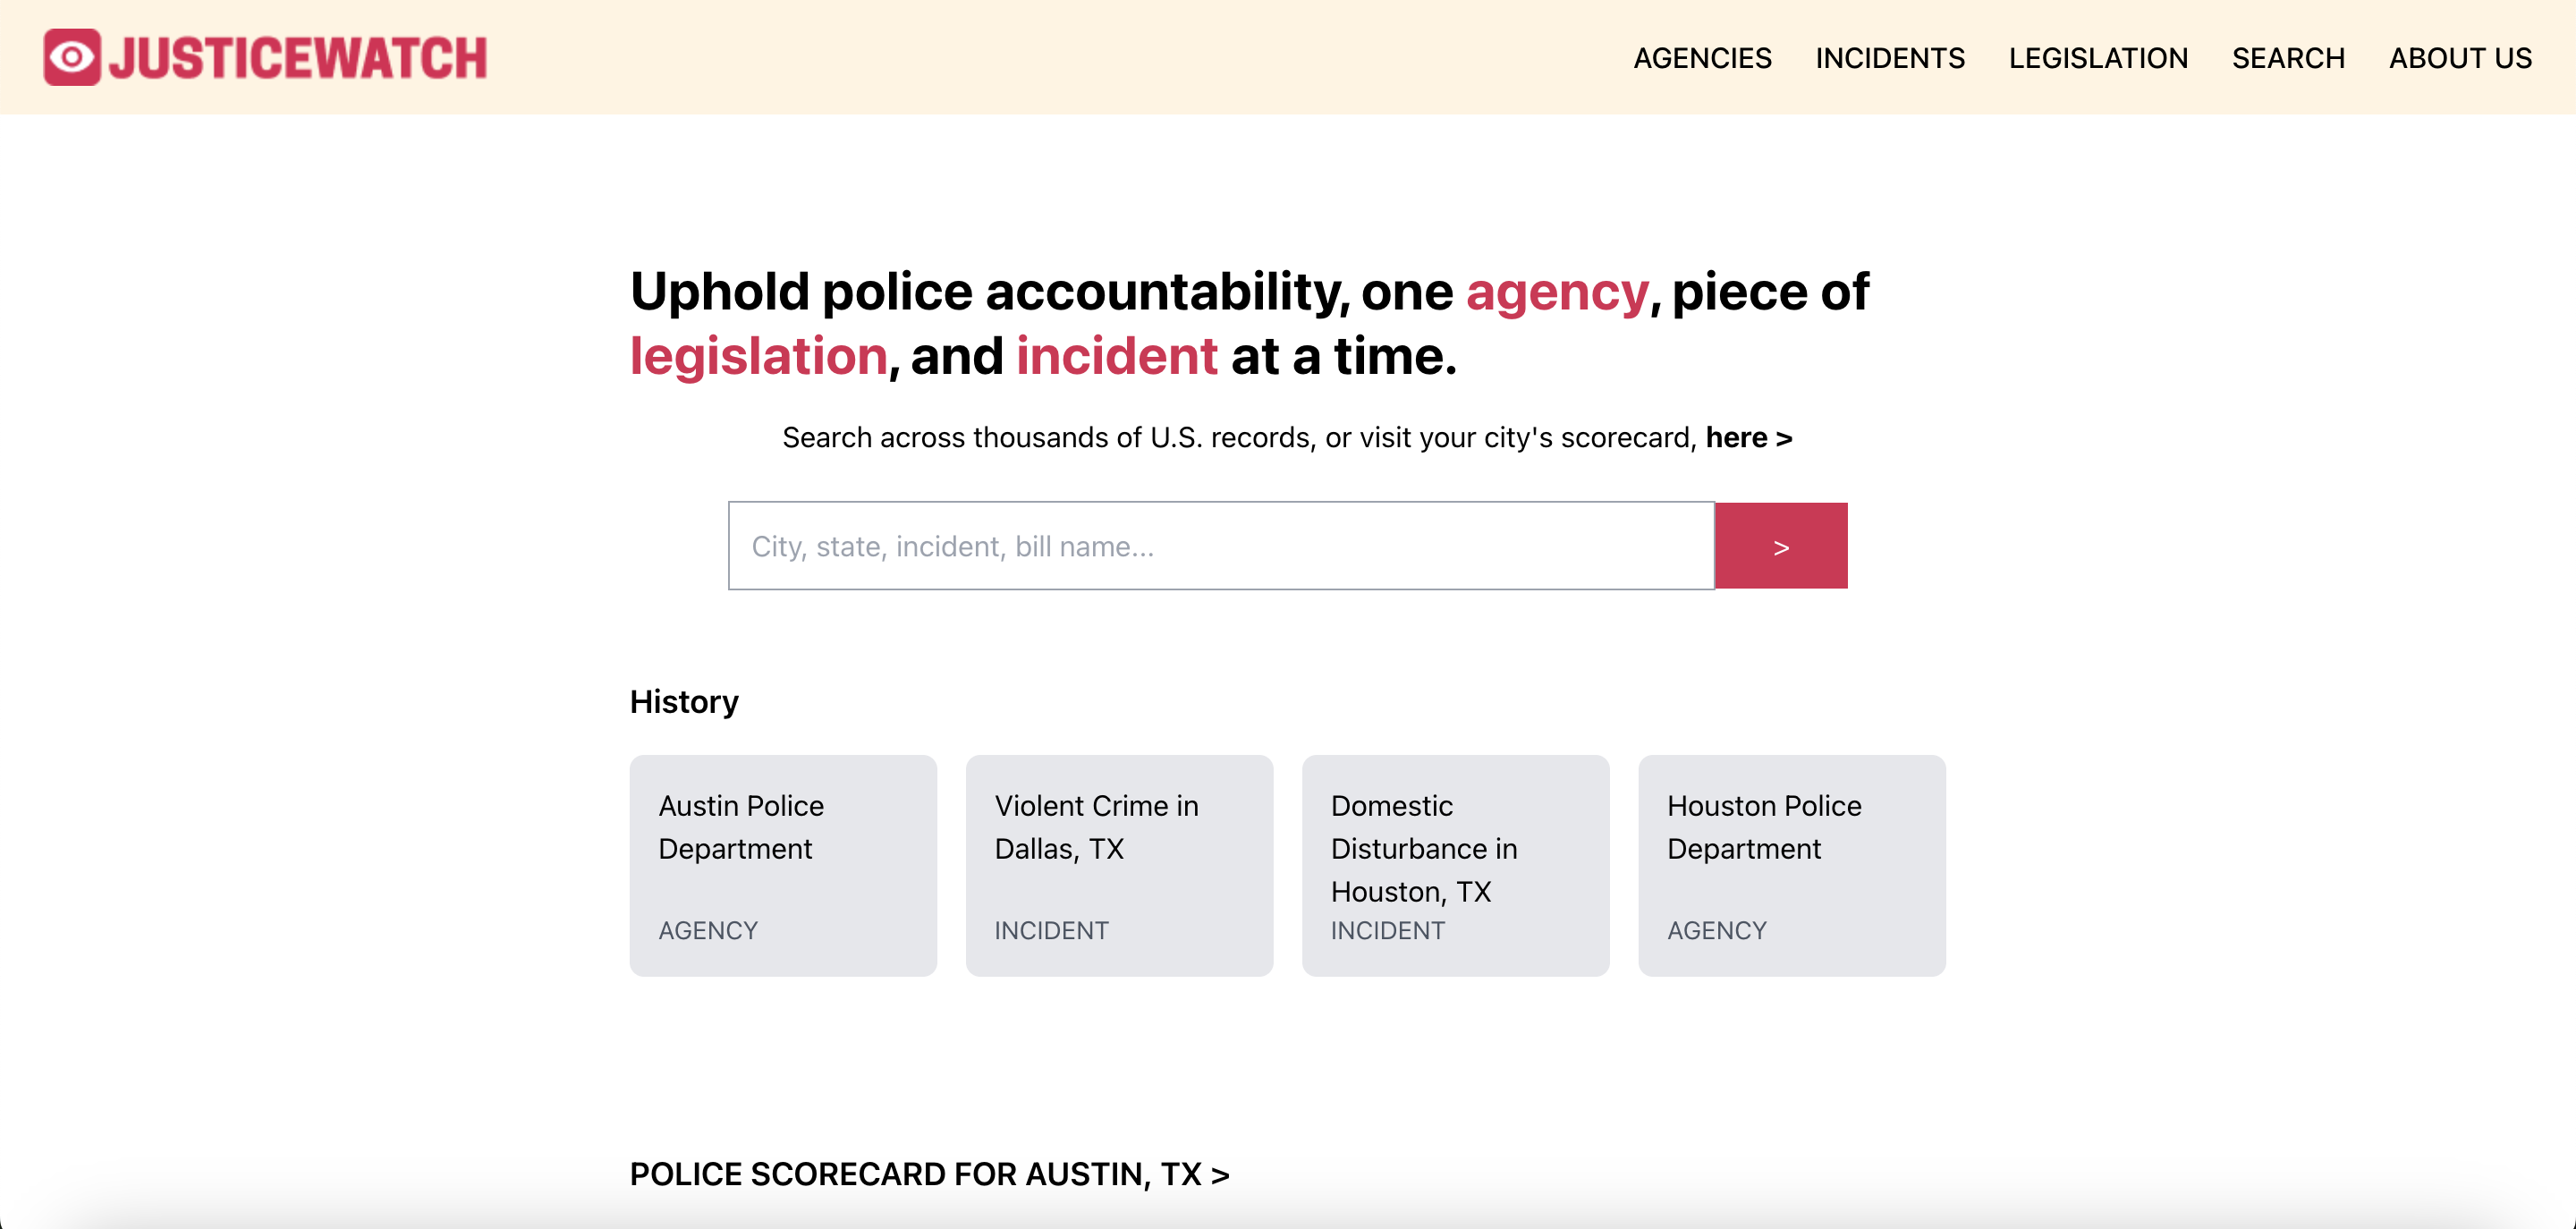 JUSTICEWATCH
AGENCIES
INCIDENTS
LEGISLATION
SEARCH
ABOUT US
Uphold police accountability, one agency, piece of
legislation, and incident at a time.
Search across thousands of U.S. records, or visit your city's scorecard, here >
City, state, incident, bill name...
>
History
Austin Police
Department
AGENCY
Violent Crime in
Dallas, TX
INCIDENT
Domestic
Disturbance in
Houston, TX
INCIDENT
Houston Police
Department
AGENCY
POLICE SCORECARD FOR AUSTIN, TX >